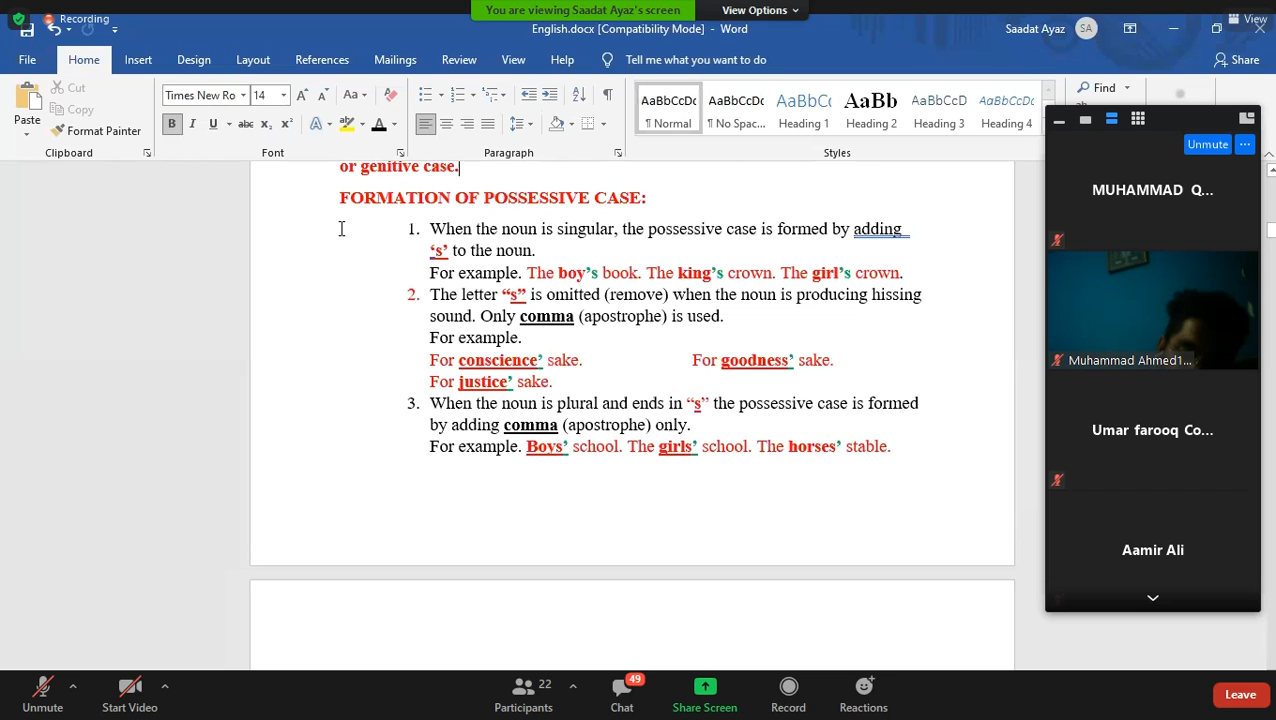 Recording
You are viewing Saadat Ayaz's screen
View Options
View
English.docx [Compatibility Mode] - Word
Saadat Ayaz
SA
File Home Insert Design Layout References Mailings Review View Help Tell me what you want to do
Share
Paste
Cut
Copy
Format Painter
Clipboard
Times New Ro 14
Font
Paragraph
AaBbCcDc AaBbCcDc AaBbCc AaBb AaBbCcD AaBbCcD
¶ Normal ¶ No Spac... Heading 1 Heading 2 Heading 3 Heading 4
Styles
Find
or genitive case.
FORMATION OF POSSESSIVE CASE:
1. When the noun is singular, the possessive case is formed by adding
‘s’ to the noun.
For example. The boy’s book. The king’s crown. The girl’s crown.
2. The letter “s” is omitted (remove) when the noun is producing hissing
sound. Only comma (apostrophe) is used.
For example.
For conscience’ sake. For goodness’ sake.
For justice’ sake.
3. When the noun is plural and ends in “s” the possessive case is formed
by adding comma (apostrophe) only.
For example. Boys’ school. The girls’ school. The horses’ stable.
Unmute ...
MUHAMMAD Q...
Muhammad Ahmed1...
Umar farooq Co...
Aamir Ali
Unmute
Start Video
22
Participants
49
Chat
Share Screen
Record
Reactions
Leave